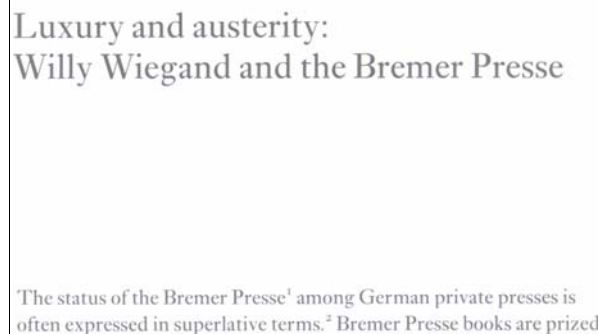 Luxury and austerity:
Willy Wiegand and the Bremer Presse
The status of the Bremer Presse¹ among German private presses is
often expressed in superlative terms.² Bremer Presse books are prized